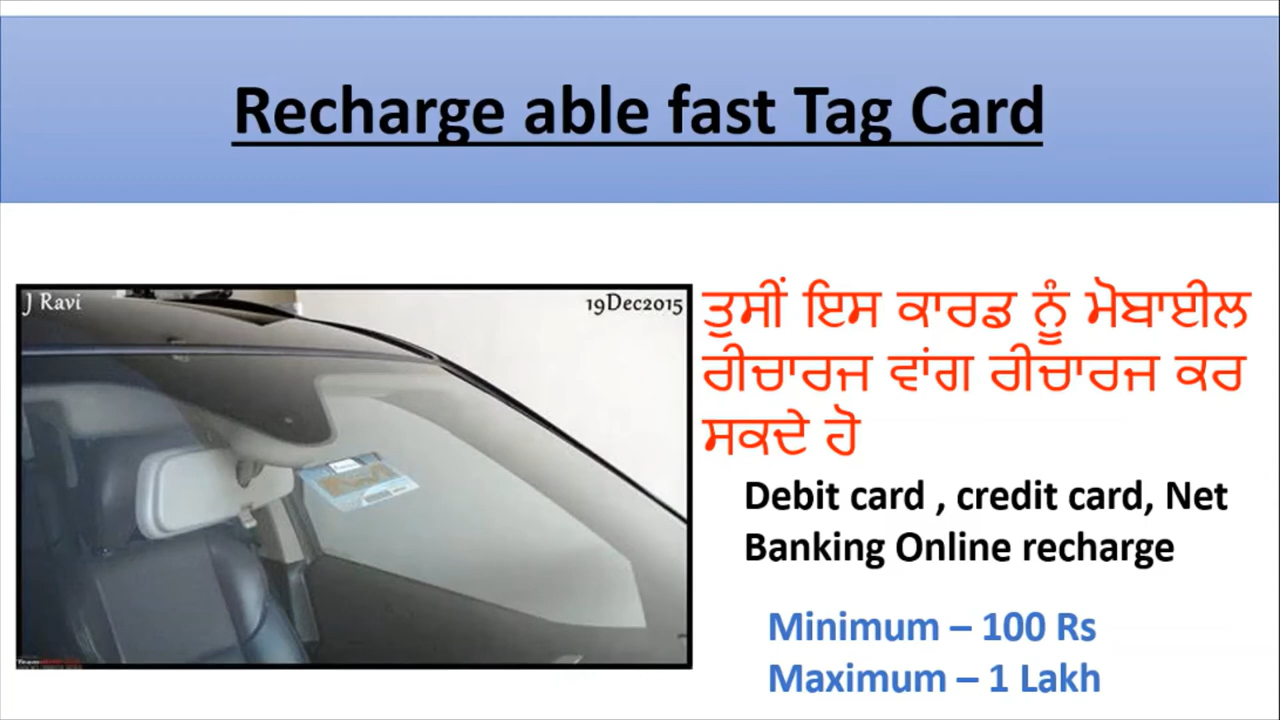 Recharge able fast Tag Card
J Ravi
19Dec2015
ਤੁਸੀਂ ਇਸ ਕਾਰਡ ਨੂੰ ਮੋਬਾਈਲ
ਰੀਚਾਰਜ ਵਾਂਗ ਰੀਚਾਰਜ ਕਰ
ਸਕਦੇ ਹੋ
Debit card , credit card, Net
Banking Online recharge
Minimum – 100 Rs
Maximum – 1 Lakh